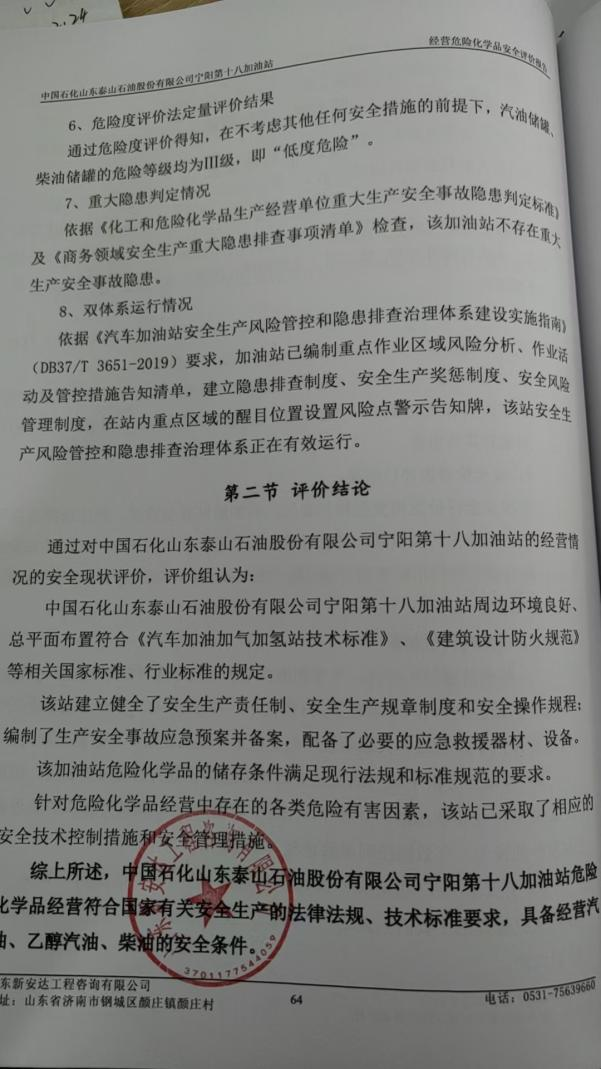 2.24
中国石化山东泰山石油股份有限公司宁阳第十八加油站
经营危险化学品安全评价报告
6、危险度评价法定量评价结果
通过危险度评价得知，在不考虑其他任何安全措施的前提下，汽油储罐、
柴油储罐的危险等级均为III级，即“低度危险”。
7、重大隐患判定情况
依据《化工和危险化学品生产经营单位重大生产安全事故隐患判定标准》
及《商务领域安全生产重大隐患排查事项清单》检查，该加油站不存在重大
生产安全事故隐患。
8、双体系运行情况
依据《汽车加油站安全生产风险管控和隐患排查治理体系建设实施指南》
（DB37/T 3651-2019）要求，加油站已编制重点作业区域风险分析、作业活
动及管控措施告知清单，建立隐患排查制度、安全生产奖惩制度、安全风险
管理制度，在站内重点区域的醒目位置设置风险点警示告知牌，该站安全生
产风险管控和隐患排查治理体系正在有效运行。
第二节 评价结论
通过对中国石化山东泰山石油股份有限公司宁阳第十八加油站的经营情
况的安全现状评价，评价组认为：
中国石化山东泰山石油股份有限公司宁阳第十八加油站周边环境良好、
总平面布置符合《汽车加油加气加氢站技术标准》、《建筑设计防火规范》
等相关国家标准、行业标准的规定。
该站建立健全了安全生产责任制、安全生产规章制度和安全操作规程；
编制了生产安全事故应急预案并备案，配备了必要的应急救援器材、设备。
该加油站危险化学品的储存条件满足现行法规和标准规范的要求。
针对危险化学品经营中存在的各类危险有害因素，该站已采取了相应的
安全技术控制措施和安全管理措施。
综上所述，中国石化山东泰山石油股份有限公司宁阳第十八加油站危险
化学品经营符合国家有关安全生产的法律法规、技术标准要求，具备经营汽
油、乙醇汽油、柴油的安全条件。
3701177544059
东新安达工程咨询有限公司
址：山东省济南市钢城区颜庄镇颜庄村
64
电话：0531-75639660